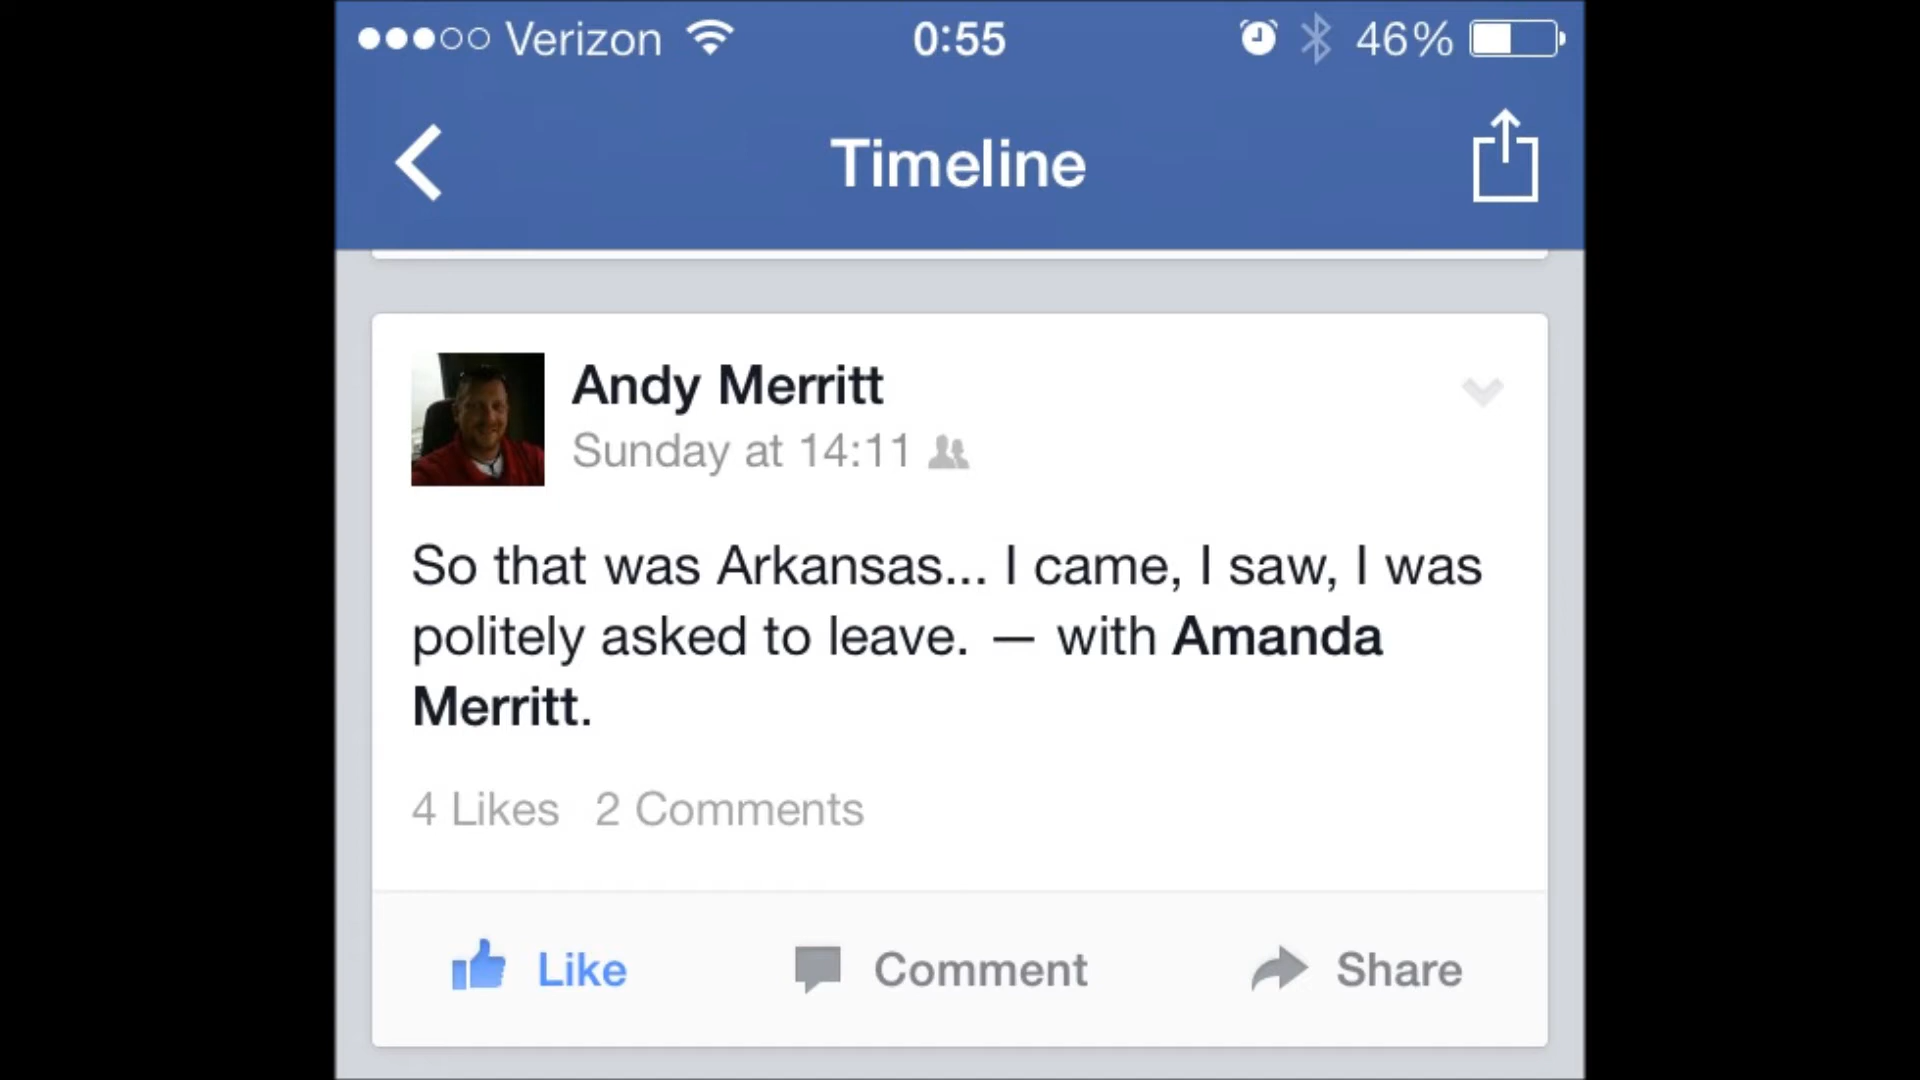 Verizon 0:55 46%
Timeline
Andy Merritt
Sunday at 14:11
So that was Arkansas... I came, I saw, I was
politely asked to leave. — with Amanda
Merritt.
4 Likes 2 Comments
Like Comment Share